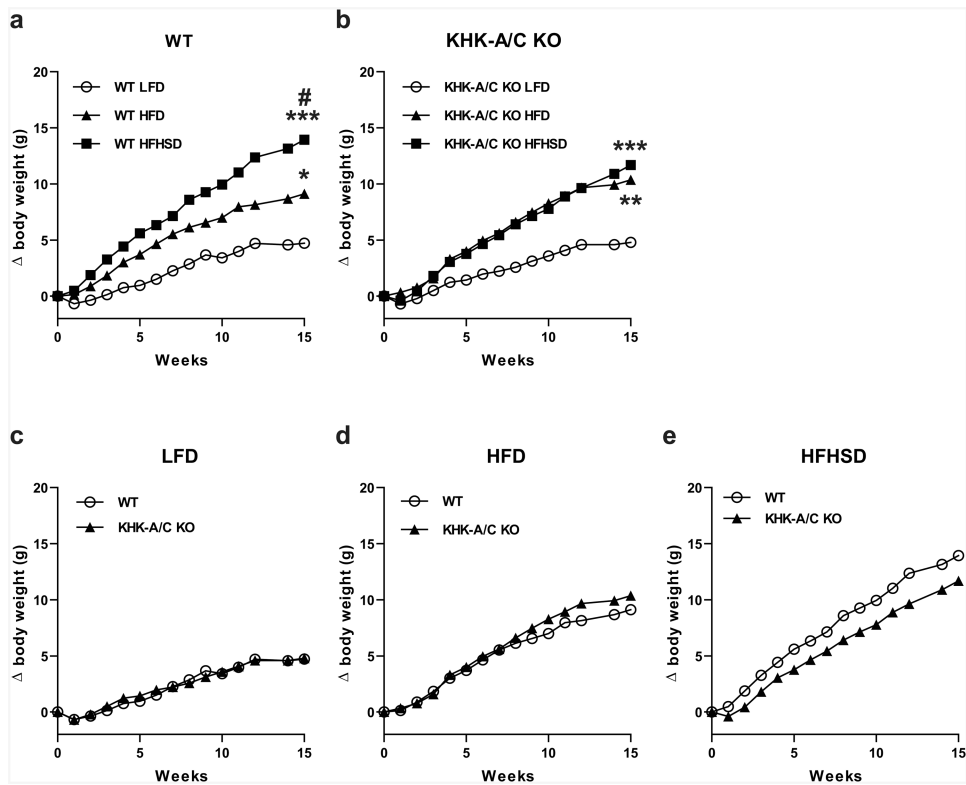 a
WT
WT LFD
WT HFD
WT HFHSD
#
***
*
20
15
10
5
0
Δ body weight (g)
0 5 10 15
Weeks
b
KHK-A/C KO
KHK-A/C KO LFD
KHK-A/C KO HFD
KHK-A/C KO HFHSD
***
**
20
15
10
5
0
Δ body weight (g)
0 5 10 15
Weeks
c
LFD
WT
KHK-A/C KO
20
15
10
5
0
Δ body weight (g)
0 5 10 15
Weeks
d
HFD
WT
KHK-A/C KO
20
15
10
5
0
Δ body weight (g)
0 5 10 15
Weeks
e
HFHSD
WT
KHK-A/C KO
20
15
10
5
0
Δ body weight (g)
0 5 10 15
Weeks